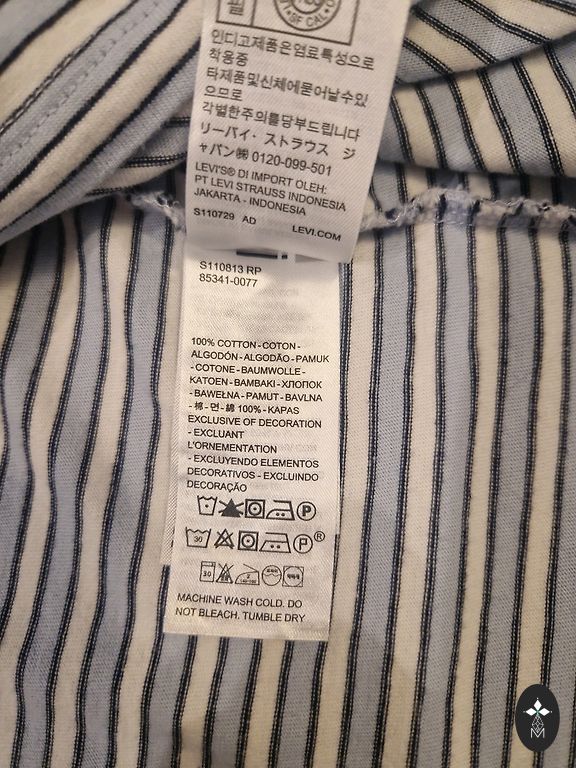 필
SF CAL
인디고제품은염료특성으로
착용중
타제품및신체에묻어날수있
으므로
각별한주의를당부드립니다
リーバイ・ストラウス ジ
ャパン㈱ 0120-099-501
LEVI'S® DI IMPORT OLEH:
PT LEVI STRAUSS INDONESIA
JAKARTA - INDONESIA
S110729 AD LEVI.COM
S110813 RP
85341-0077
100% COTTON - COTON -
ALGODÓN - ALGODÃO - PAMUK
- COTONE - BAUMWOLLE -
KATOEN - BAMBAKI - ХЛОПОК
- BAWEŁNA - PAMUT - BAVLNA
- 棉 - 면 - 綿 100% - KAPAS
EXCLUSIVE OF DECORATION
- EXCLUANT
L'ORNEMENTATION
- EXCLUYENDO ELEMENTOS
DECORATIVOS - EXCLUINDO
DECORAÇÃO
P
30 P ®
30
MACHINE WASH COLD. DO
NOT BLEACH. TUMBLE DRY
M